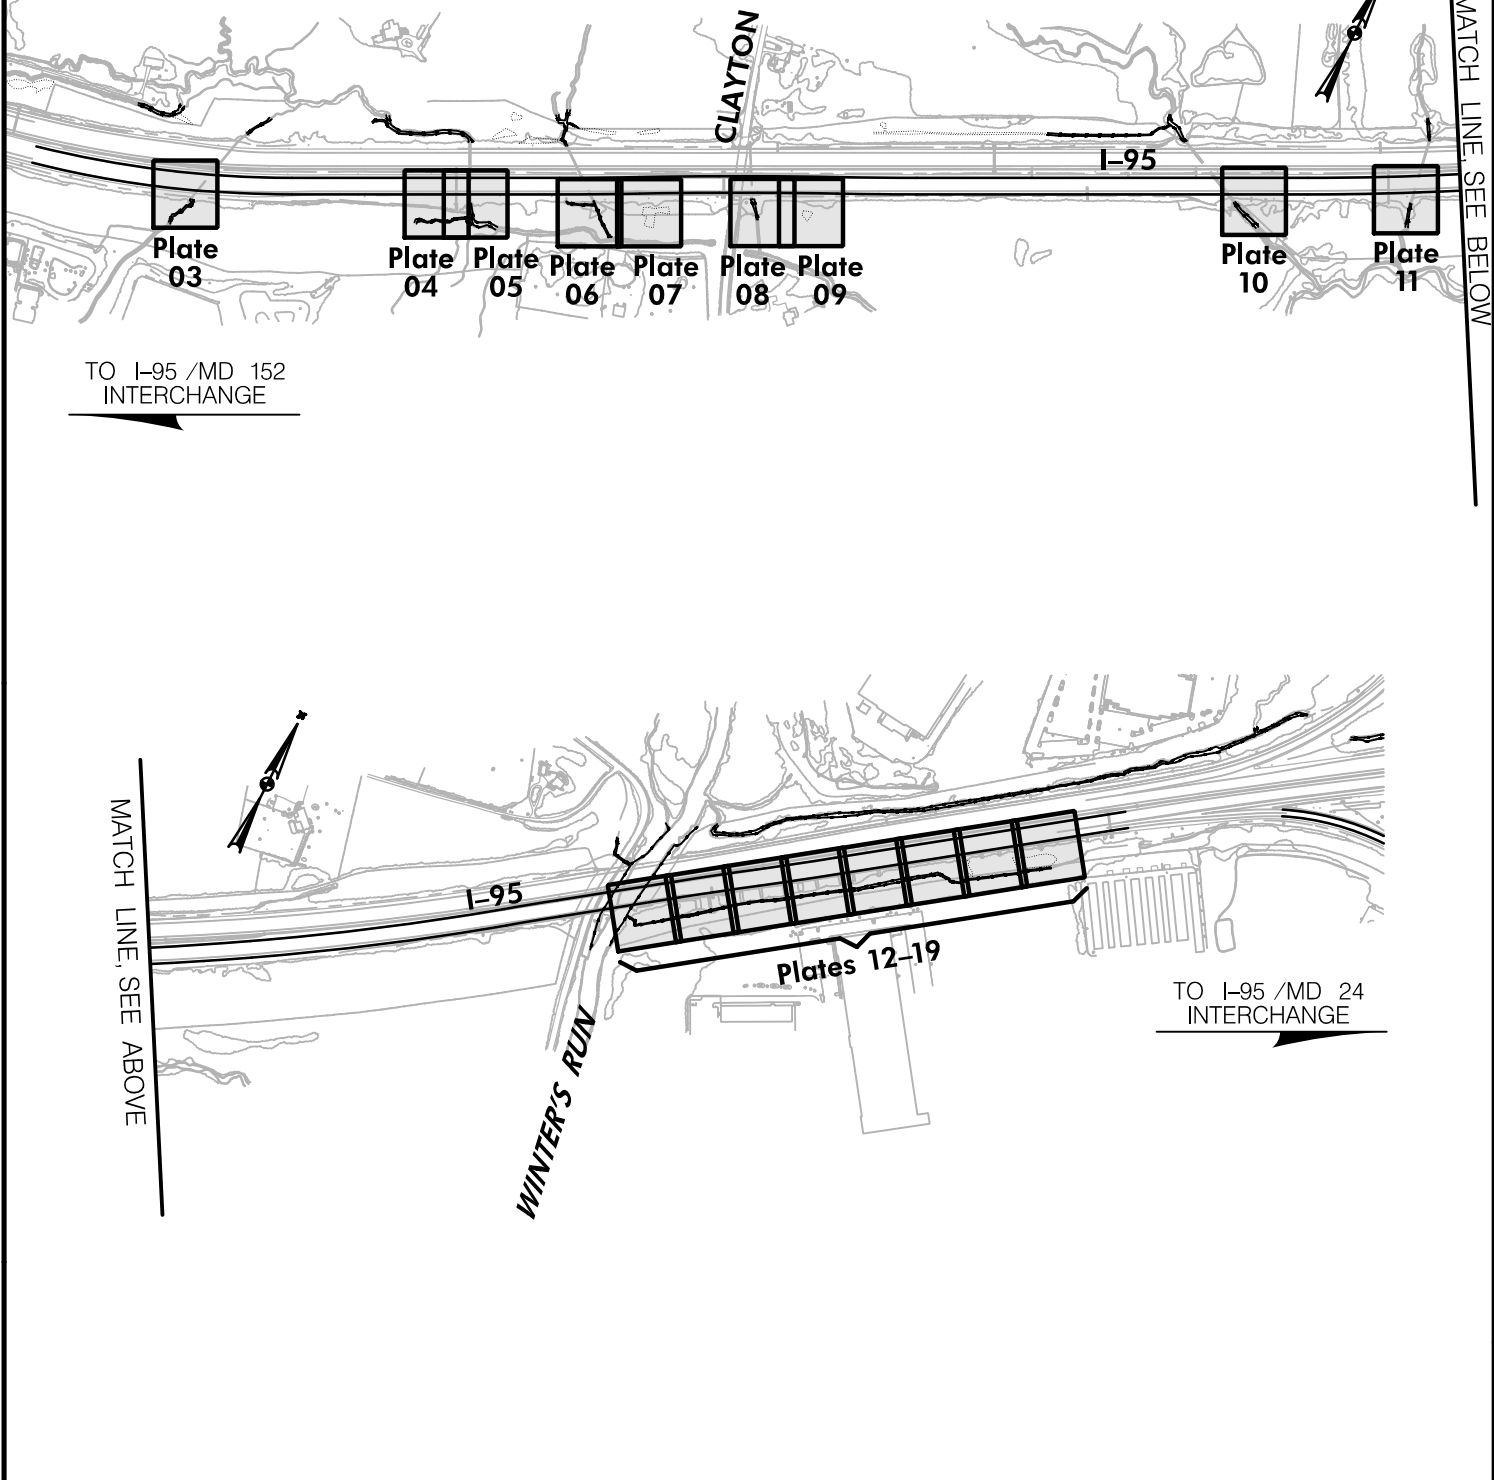 CLAYTON
MATCH LINE, SEE BELOW
I-95
Plate
03
Plate
04
Plate
05
Plate
06
Plate
07
Plate
08
Plate
09
Plate
10
Plate
11
TO I-95 /MD 152
INTERCHANGE
MATCH LINE, SEE ABOVE
I-95
Plates 12-19
WINTER'S RUN
TO I-95 /MD 24
INTERCHANGE